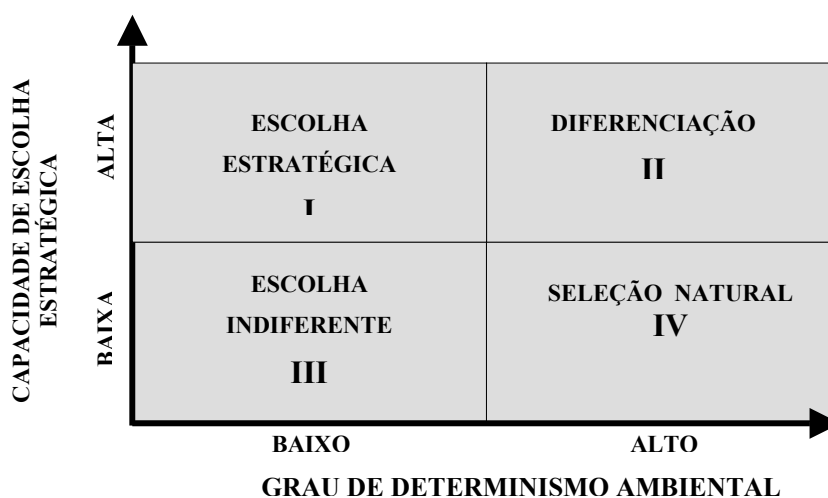 CAPACIDADE DE ESCOLHA
ESTRATÉGICA
ALTA
ESCOLHA
ESTRATÉGICA
I
DIFERENCIAÇÃO
II
BAIXA
ESCOLHA
INDIFERENTE
III
SELEÇÃO NATURAL
IV
BAIXO
ALTO
GRAU DE DETERMINISMO AMBIENTAL